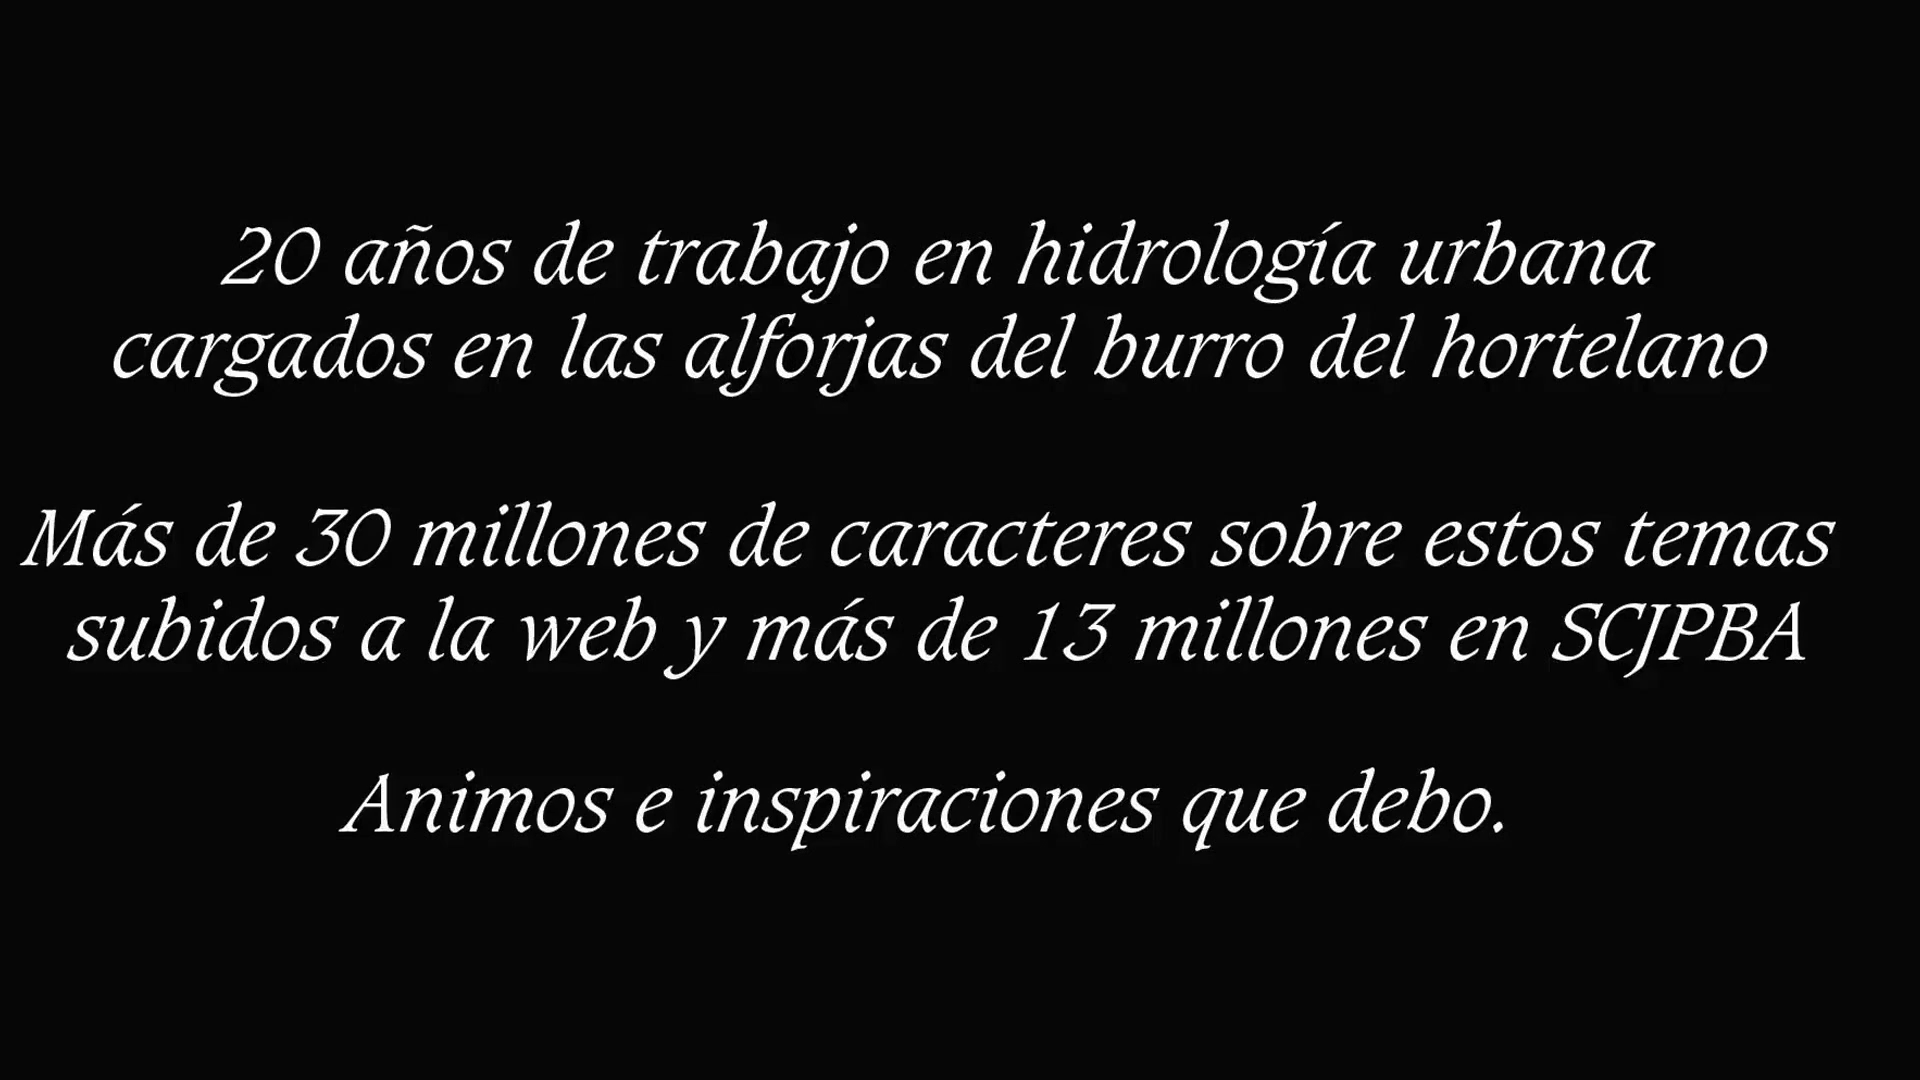 20 años de trabajo en hidrología urbana
cargados en las alforjas del burro del hortelano
Más de 30 millones de caracteres sobre estos temas
subidos a la web y más de 13 millones en SCJPBA
Animos e inspiraciones que debo.